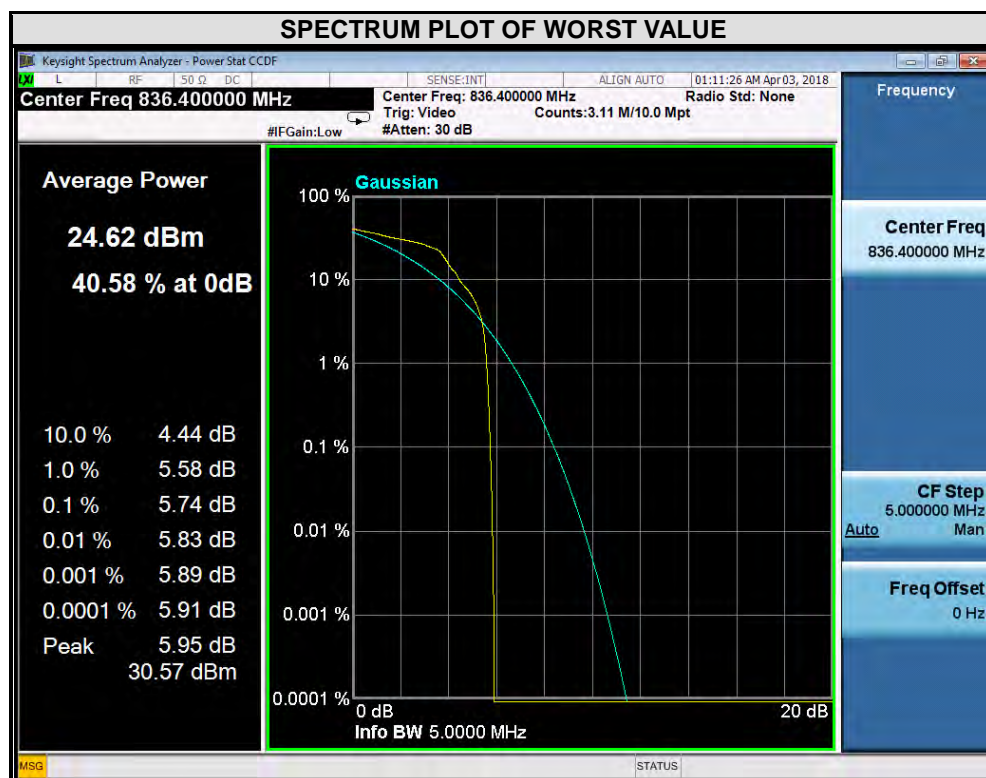 SPECTRUM PLOT OF WORST VALUE
Keysight Spectrum Analyzer - Power Stat CCDF
LXI L RF 50 Ω DC SENSE:INT ALIGN AUTO 01:11:26 AM Apr 03, 2018
Center Freq 836.400000 MHz
#IFGain:Low
Center Freq: 836.400000 MHz Radio Std: None
Trig: Video Counts:3.11 M/10.0 Mpt
#Atten: 30 dB
Average Power
24.62 dBm
40.58 % at 0dB
10.0 % 4.44 dB
1.0 % 5.58 dB
0.1 % 5.74 dB
0.01 % 5.83 dB
0.001 % 5.89 dB
0.0001 % 5.91 dB
Peak 5.95 dB
30.57 dBm
Gaussian
100 %
10 %
1 %
0.1 %
0.01 %
0.001 %
0.0001 %
0 dB 20 dB
Info BW 5.0000 MHz
Frequency
Center Freq
836.400000 MHz
CF Step
5.000000 MHz
Auto Man
Freq Offset
0 Hz
MSG STATUS